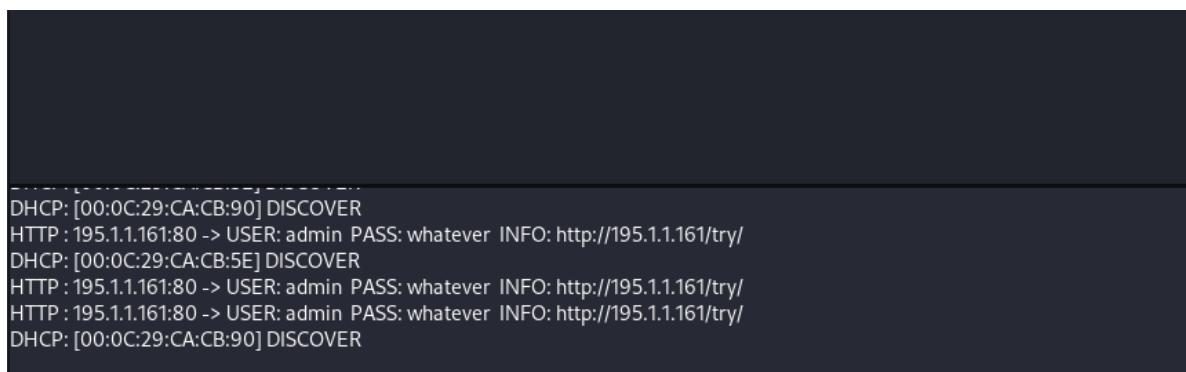 DHCP: [00:0C:29:CA:CB:90] DISCOVER
HTTP : 195.1.1.161:80 -> USER: admin PASS: whatever INFO: http://195.1.1.161/try/
DHCP: [00:0C:29:CA:CB:5E] DISCOVER
HTTP : 195.1.1.161:80 -> USER: admin PASS: whatever INFO: http://195.1.1.161/try/
HTTP : 195.1.1.161:80 -> USER: admin PASS: whatever INFO: http://195.1.1.161/try/
DHCP: [00:0C:29:CA:CB:90] DISCOVER